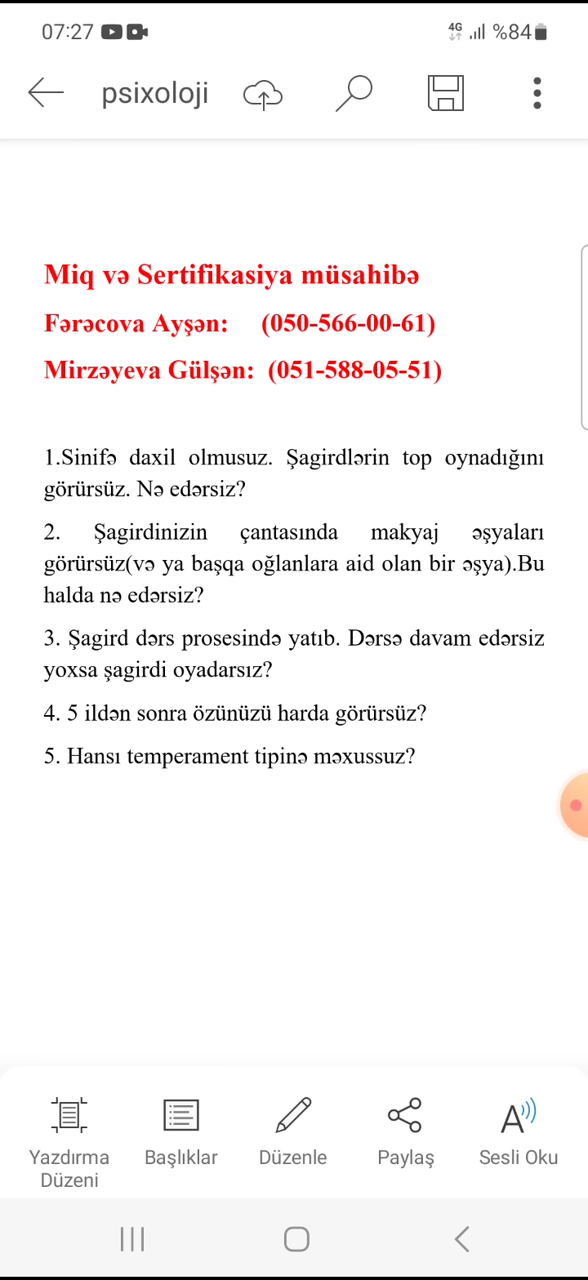 07:27
4G %84
psixoloji
Miq və Sertifikasiya müsahibə
Fərəcova Ayşən: (050-566-00-61)
Mirzəyeva Gülşən: (051-588-05-51)
1.Sinifə daxil olmusuz. Şagirdlərin top oynadığını
görürsüz. Nə edərsiz?
2. Şagirdinizin çantasında makyaj əşyaları
görürsüz(və ya başqa oğlanlara aid olan bir əşya).Bu
halda nə edərsiz?
3. Şagird dərs prosesində yatıb. Dərsə davam edərsiz
yoxsa şagirdi oyadarsız?
4. 5 ildən sonra özünüzü harda görürsüz?
5. Hansı temperament tipinə məxussuz?
Yazdırma Başlıklar Düzenle Paylaş Sesli Oku
Düzeni